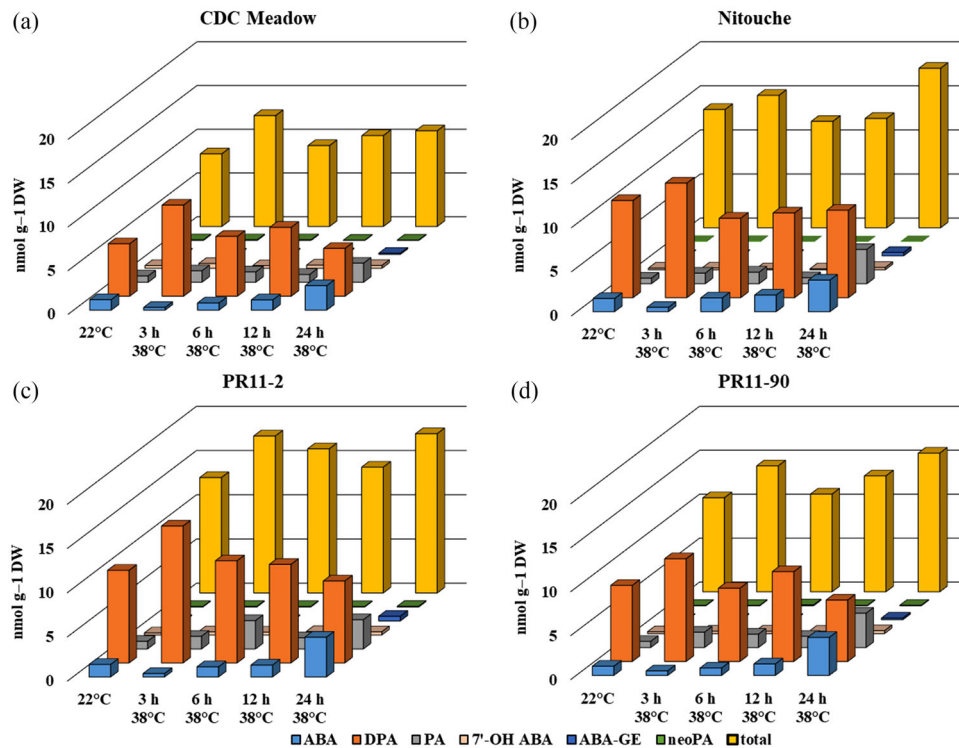 (a)
CDC Meadow
nmol g–1 DW
20
15
10
5
0
22°C
3 h
38°C
6 h
38°C
12 h
38°C
24 h
38°C
(b)
Nitouche
nmol g–1 DW
20
15
10
5
0
22°C
3 h
38°C
6 h
38°C
12 h
38°C
24 h
38°C
(c)
PR11-2
nmol g–1 DW
20
15
10
5
0
22°C
3 h
38°C
6 h
38°C
12 h
38°C
24 h
38°C
(d)
PR11-90
nmol g–1 DW
20
15
10
5
0
22°C
3 h
38°C
6 h
38°C
12 h
38°C
24 h
38°C
ABA DPA PA 7'-OH ABA ABA-GE neoPA total